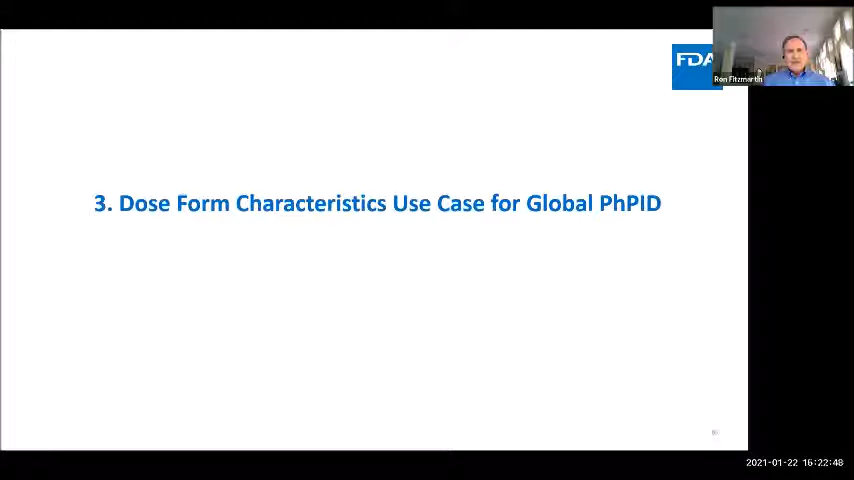 FDA
Ron Fitzmartin
3. Dose Form Characteristics Use Case for Global PhPID
2021-01-22 16:22:48